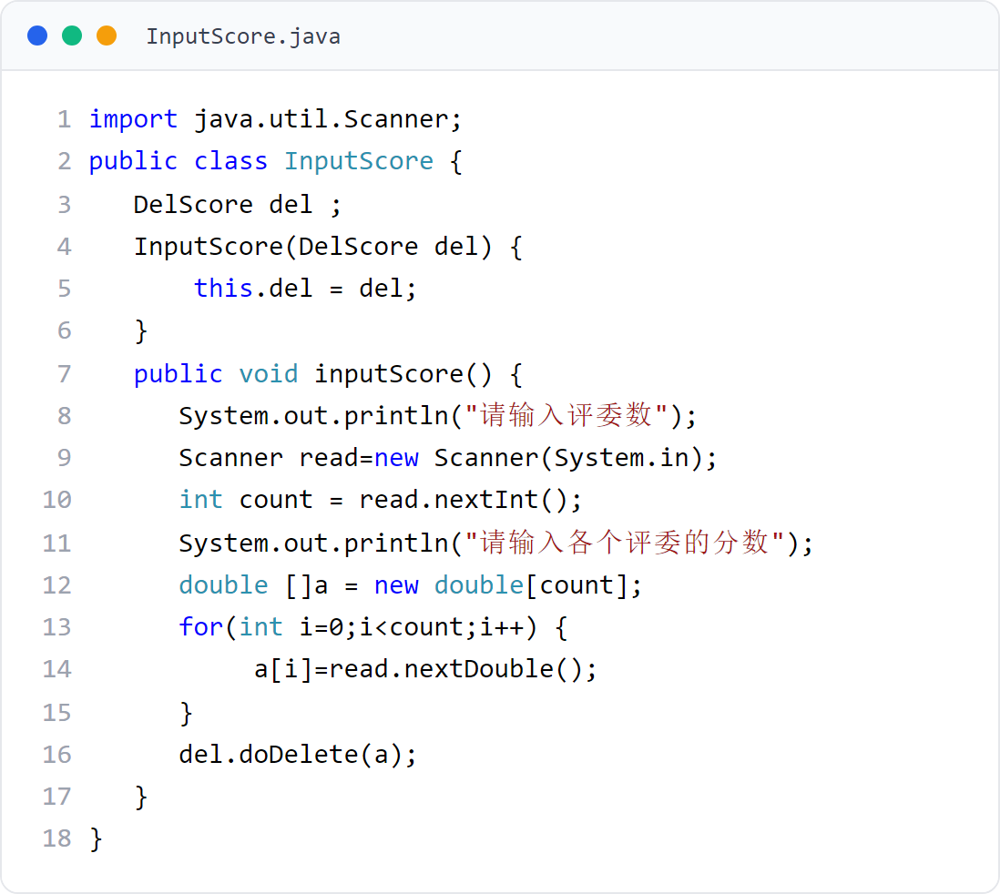 InputScore.java
1 import java.util.Scanner;
2 public class InputScore {
3    DelScore del ;
4    InputScore(DelScore del) {
5        this.del = del;
6    }
7    public void inputScore() {
8       System.out.println("请输入评委数");
9       Scanner read=new Scanner(System.in);
10       int count = read.nextInt();
11       System.out.println("请输入各个评委的分数");
12       double []a = new double[count];
13       for(int i=0;i<count;i++) {
14            a[i]=read.nextDouble();
15       }
16       del.doDelete(a);
17    }
18 }